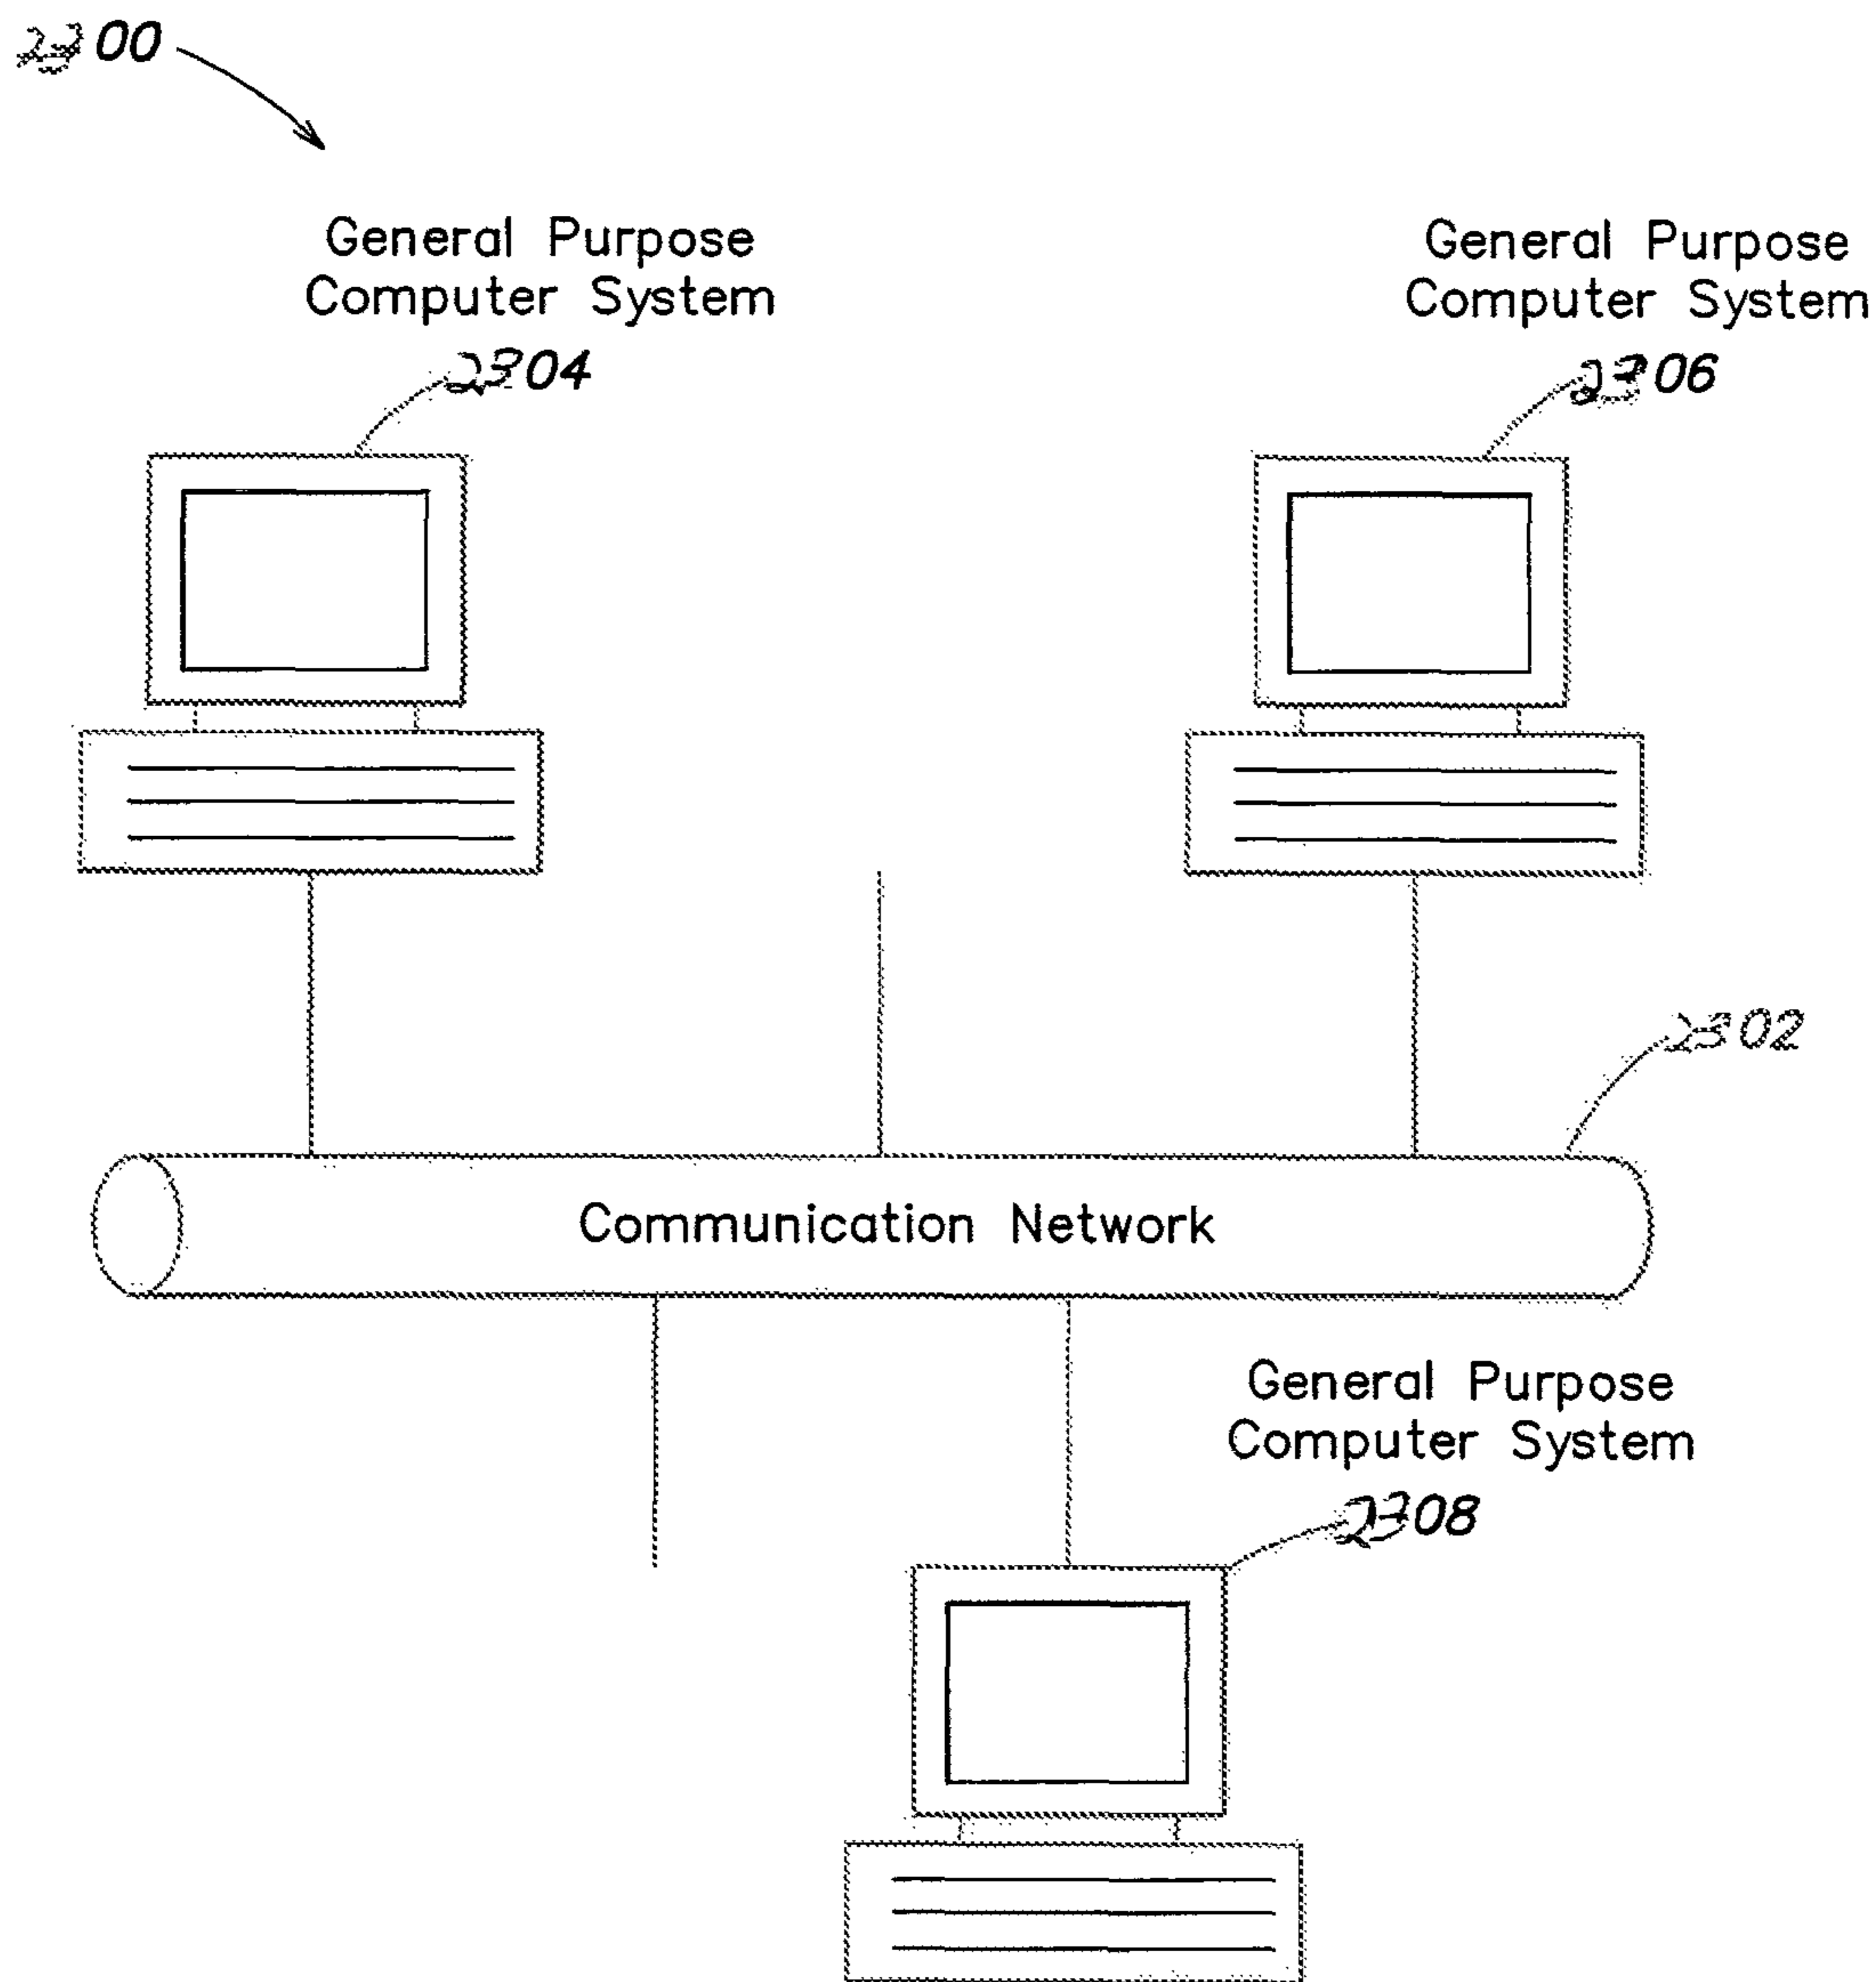 2300
General Purpose
Computer System
2304
General Purpose
Computer System
2306
2302
Communication Network
General Purpose
Computer System
2308